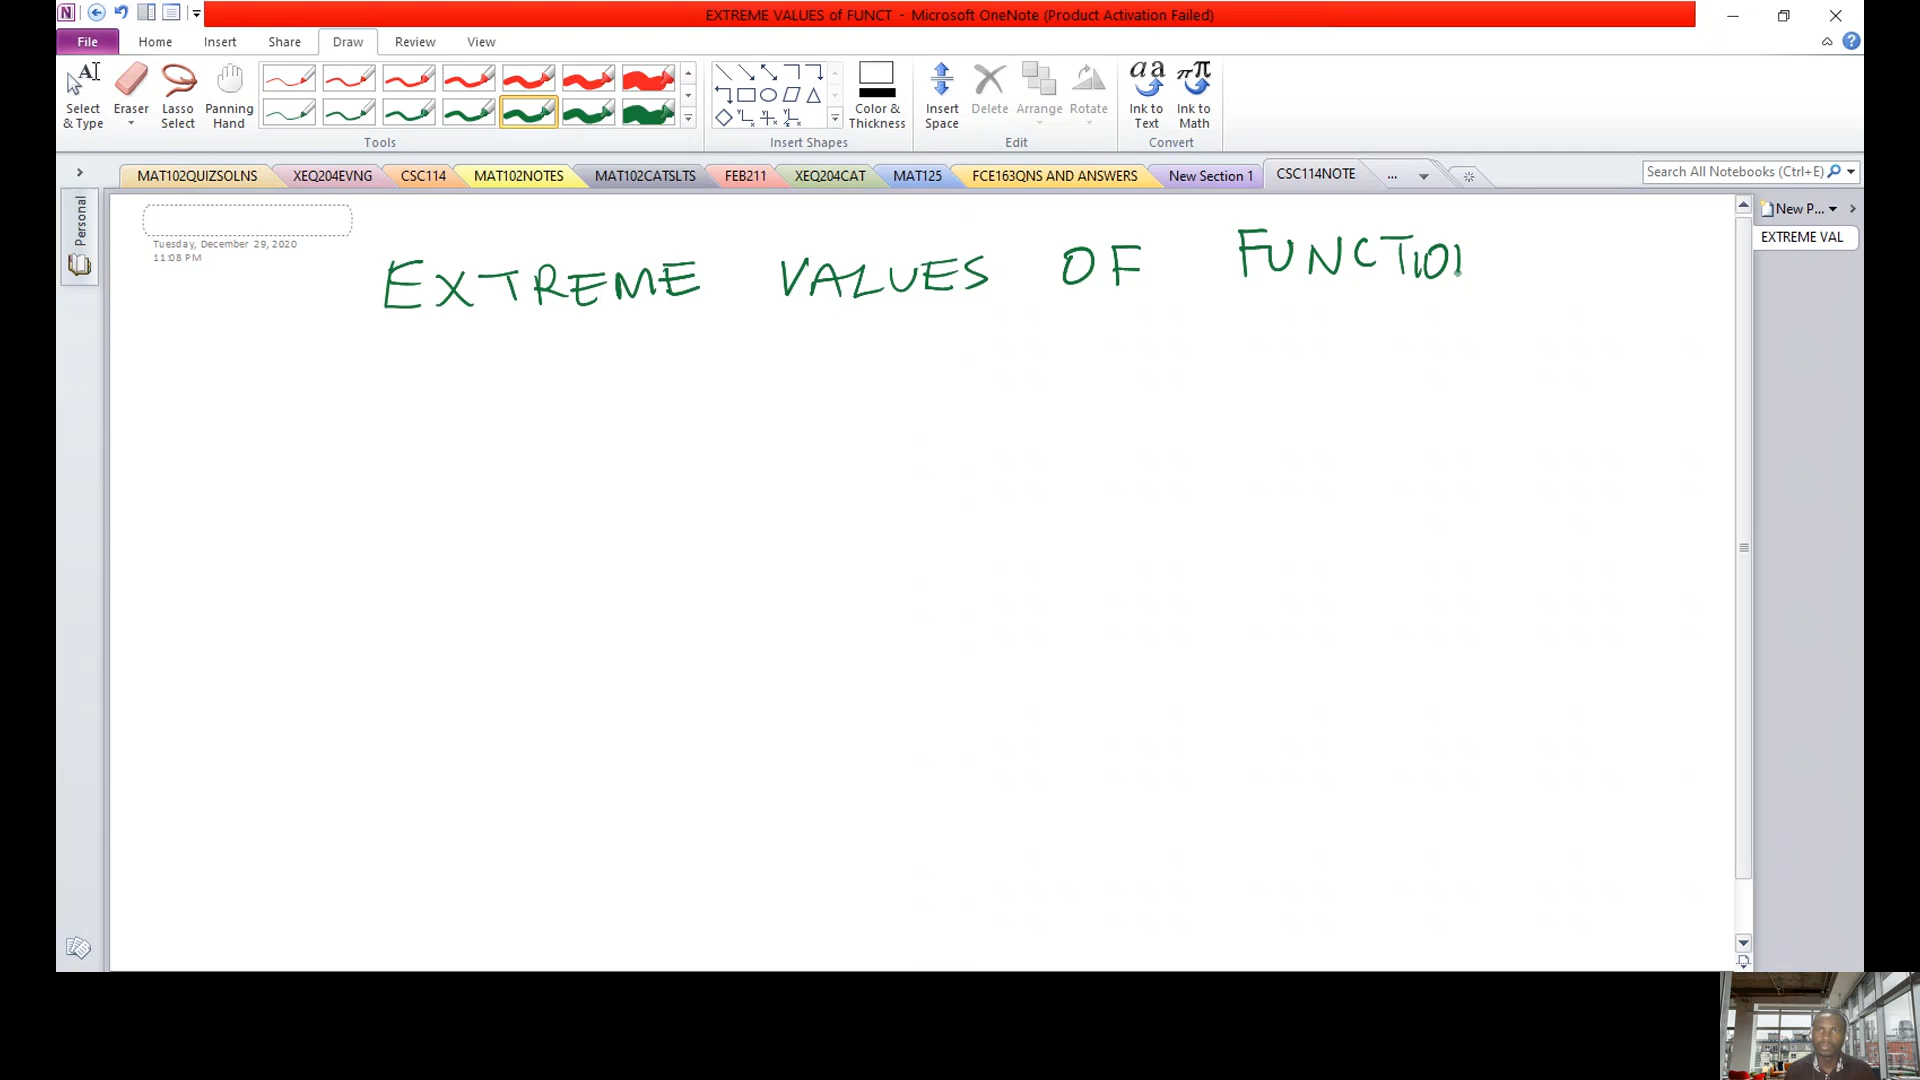 EXTREME VALUES of FUNCT - Microsoft OneNote (Product Activation Failed)
File Home Insert Share Draw Review View
Select & Type
Eraser
Lasso Select
Panning Hand
Color & Thickness
Insert Space
Delete
Arrange
Rotate
Ink to Text
Ink to Math
Tools
Insert Shapes
Edit
Convert
MAT102QUIZSOLNS XEQ204EVNG CSC114 MAT102NOTES MAT102CATSLTS FEB211 XEQ204CAT MAT125 FCE163QNS AND ANSWERS New Section 1 CSC114NOTE ...
Search All Notebooks (Ctrl+E)
Personal
New P...
EXTREME VAL
Tuesday, December 29, 2020
11:08 PM
EXTREME VALUES OF FUNCTIO